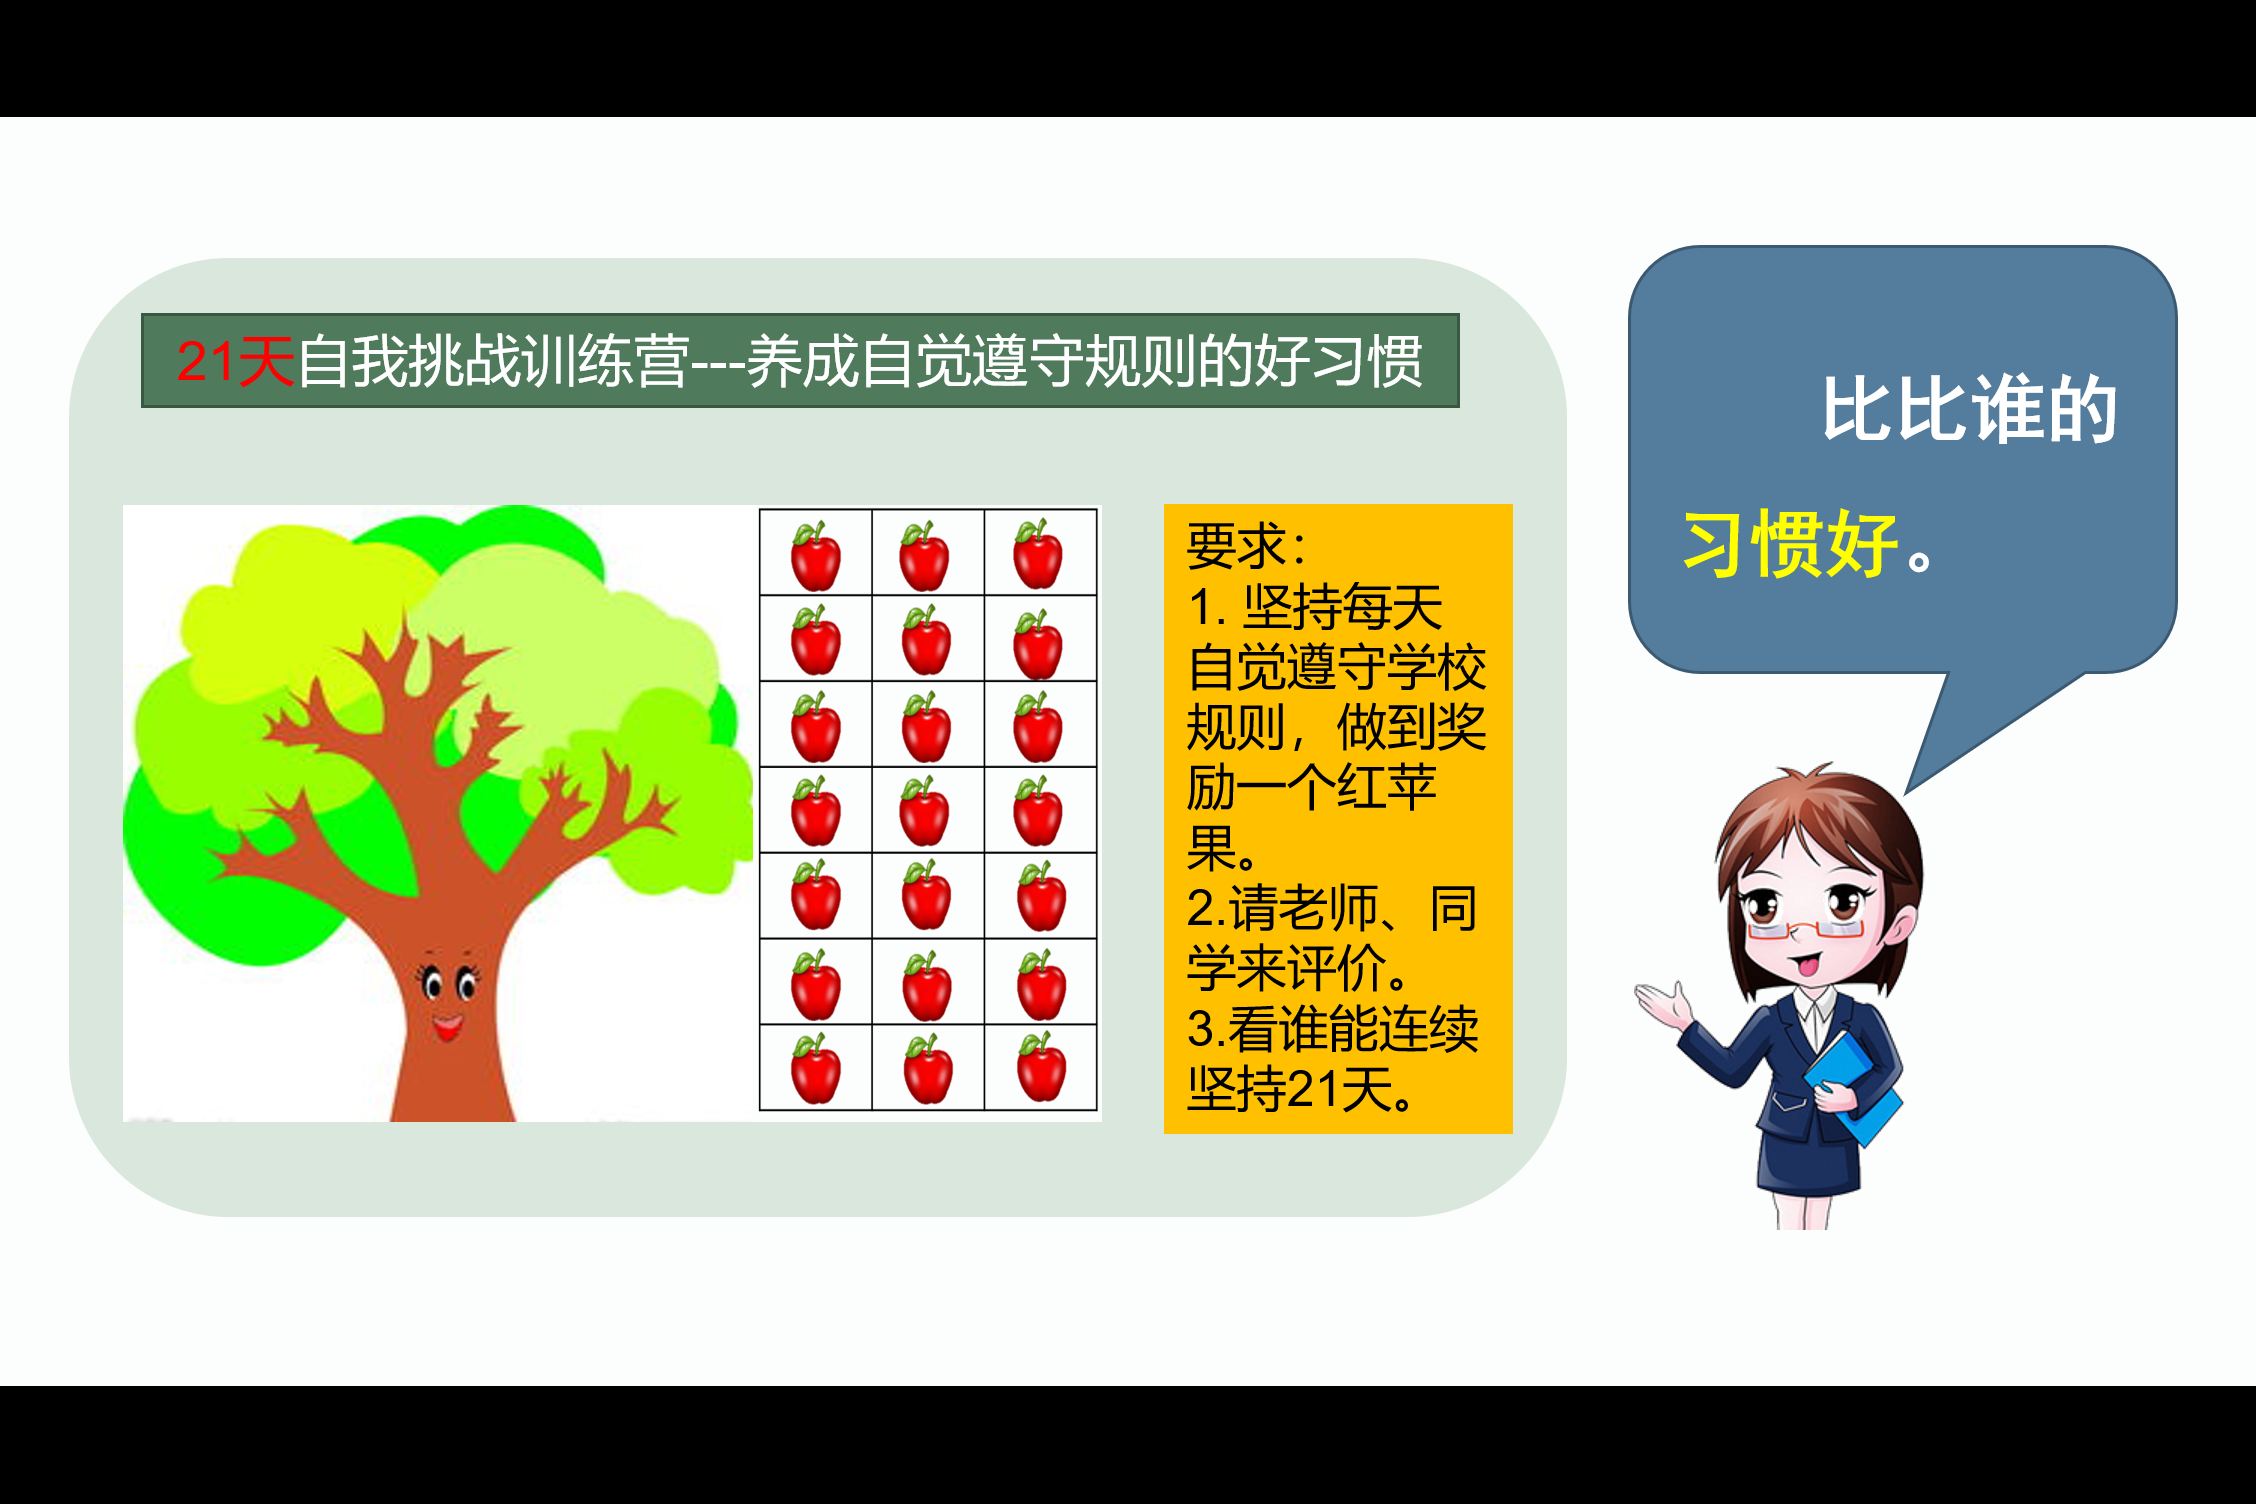 21天自我挑战训练营---养成自觉遵守规则的好习惯
要求：
1. 坚持每天
自觉遵守学校
规则，做到奖
励一个红苹
果。
2.请老师、同
学来评价。
3.看谁能连续
坚持21天。
比比谁的
习惯好。